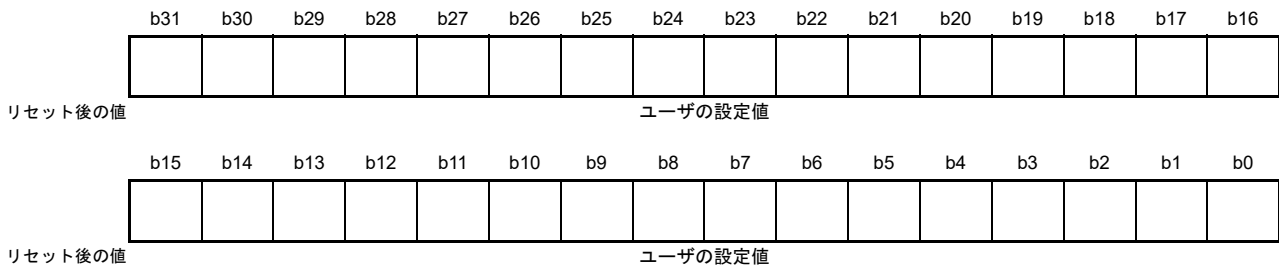 b31 b30 b29 b28 b27 b26 b25 b24 b23 b22 b21 b20 b19 b18 b17 b16
リセット後の値 ユーザの設定値
b15 b14 b13 b12 b11 b10 b9 b8 b7 b6 b5 b4 b3 b2 b1 b0
リセット後の値 ユーザの設定値